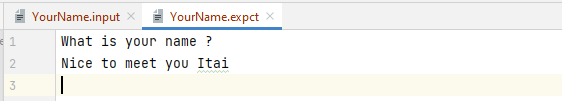 YourName.input YourName.expct
1 What is your name ?
2 Nice to meet you Itai
3